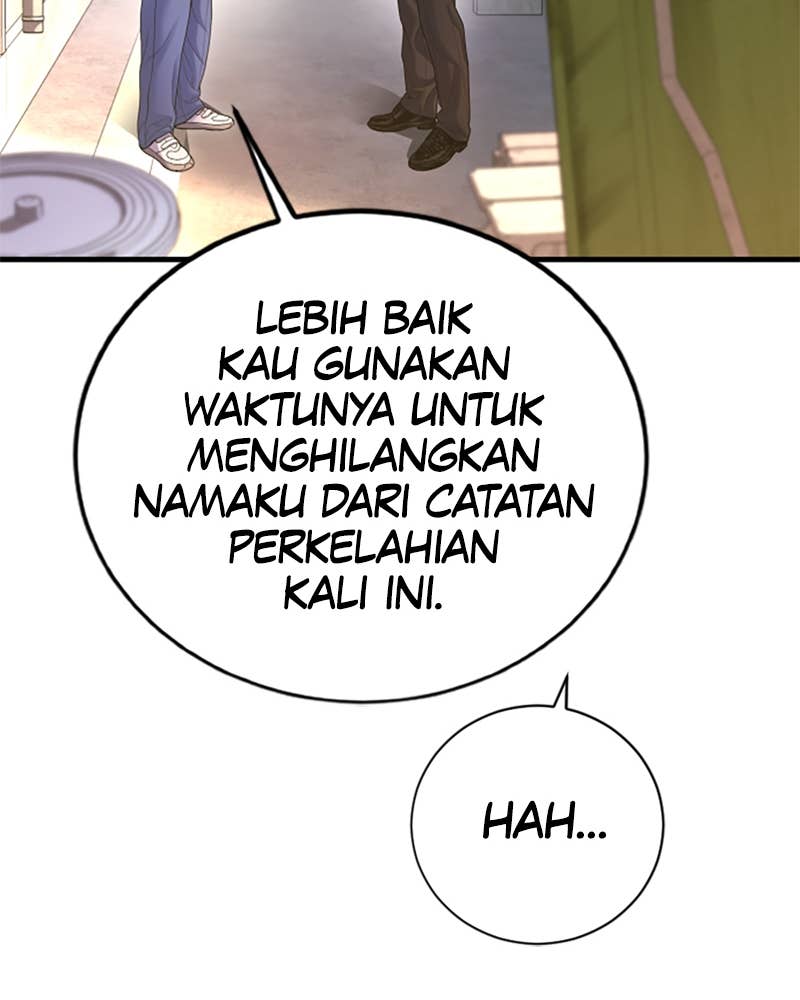 LEBIH BAIK
KAU GUNAKAN
WAKTUNYA UNTUK
MENGHILANGKAN
NAMAKU DARI CATATAN
PERKELAHIAN
KALI INI.
HAH...